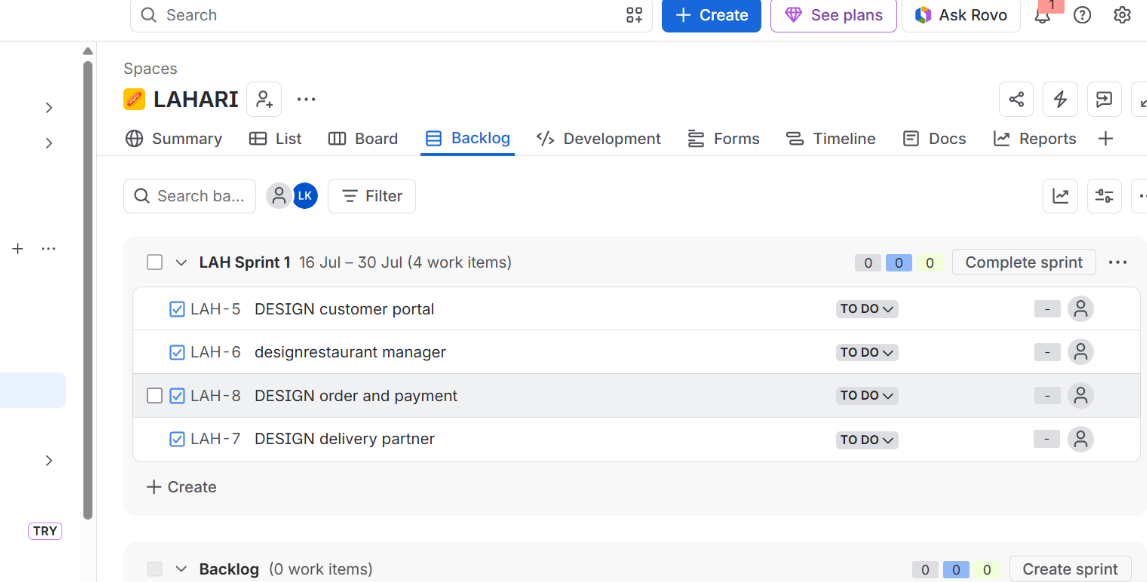 Search
Create
See plans
Ask Rovo
1
Spaces
LAHARI
Summary List Board Backlog Development Forms Timeline Docs Reports
Search ba...
LK
Filter
LAH Sprint 1 16 Jul – 30 Jul (4 work items) 0 0 0 Complete sprint
LAH-5 DESIGN customer portal TO DO -
LAH-6 designrestaurant manager TO DO -
LAH-8 DESIGN order and payment TO DO -
LAH-7 DESIGN delivery partner TO DO -
Create
TRY
Backlog (0 work items) 0 0 0 Create sprint